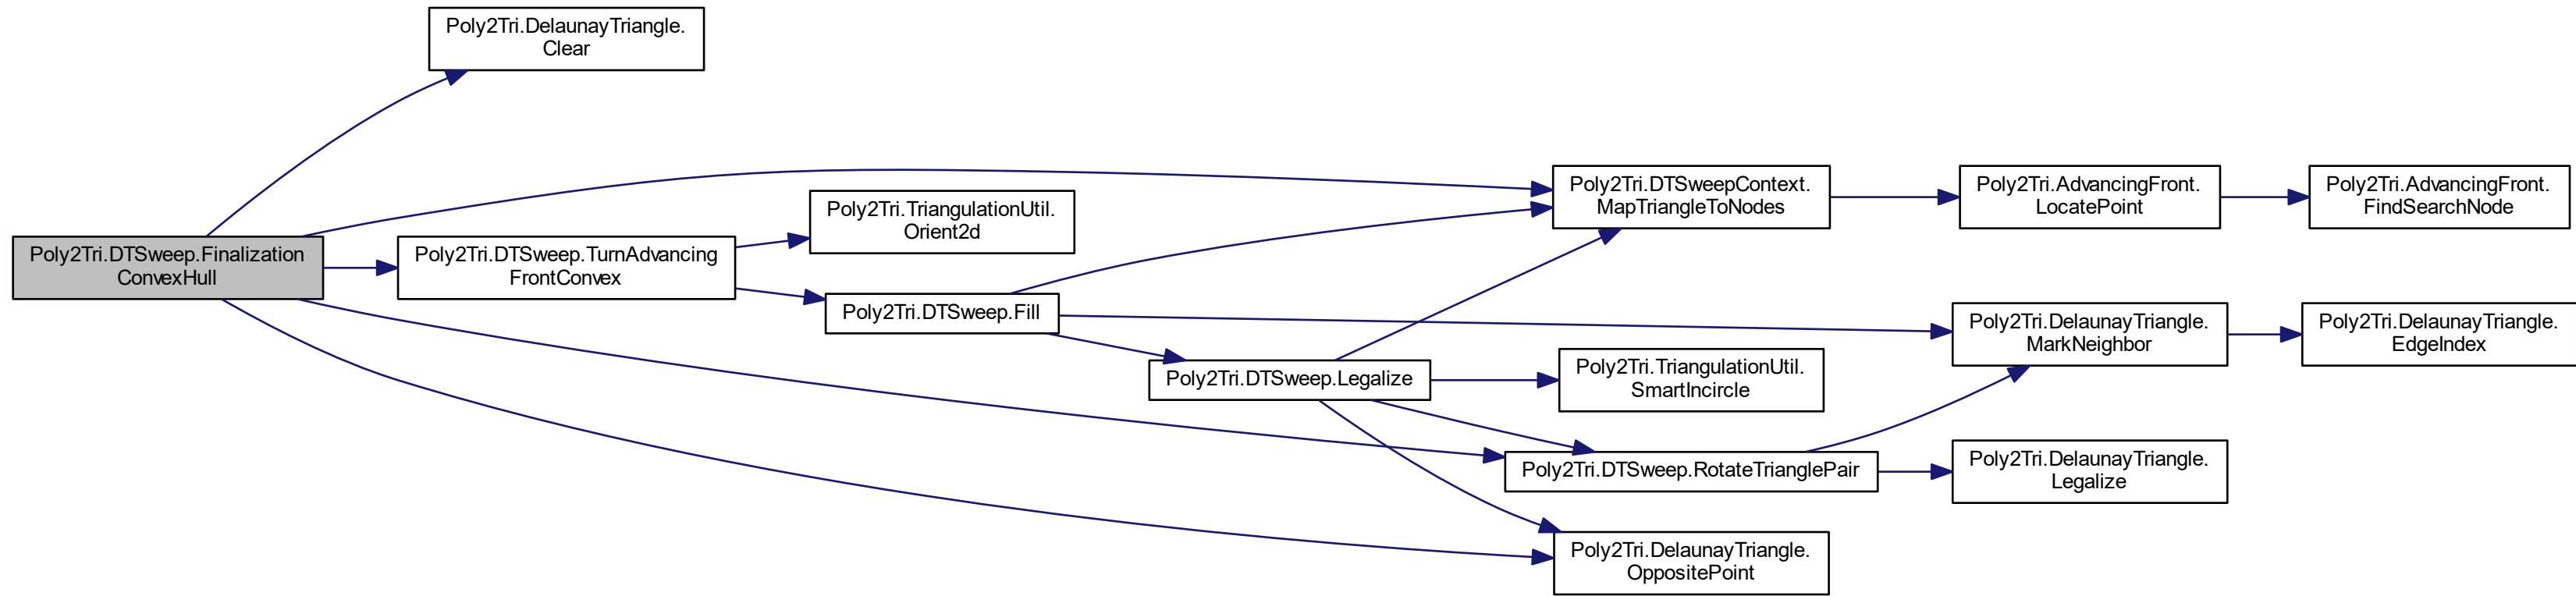 Poly2Tri.DTSweep.Finalization
ConvexHull
Poly2Tri.DelaunayTriangle.
Clear
Poly2Tri.DTSweep.TurnAdvancing
FrontConvex
Poly2Tri.TriangulationUtil.
Orient2d
Poly2Tri.DTSweep.Fill
Poly2Tri.DTSweep.Legalize
Poly2Tri.DTSweepContext.
MapTriangleToNodes
Poly2Tri.TriangulationUtil.
SmartIncircle
Poly2Tri.DTSweep.RotateTrianglePair
Poly2Tri.DelaunayTriangle.
OppositePoint
Poly2Tri.AdvancingFront.
LocatePoint
Poly2Tri.DelaunayTriangle.
MarkNeighbor
Poly2Tri.DelaunayTriangle.
Legalize
Poly2Tri.AdvancingFront.
FindSearchNode
Poly2Tri.DelaunayTriangle.
EdgeIndex